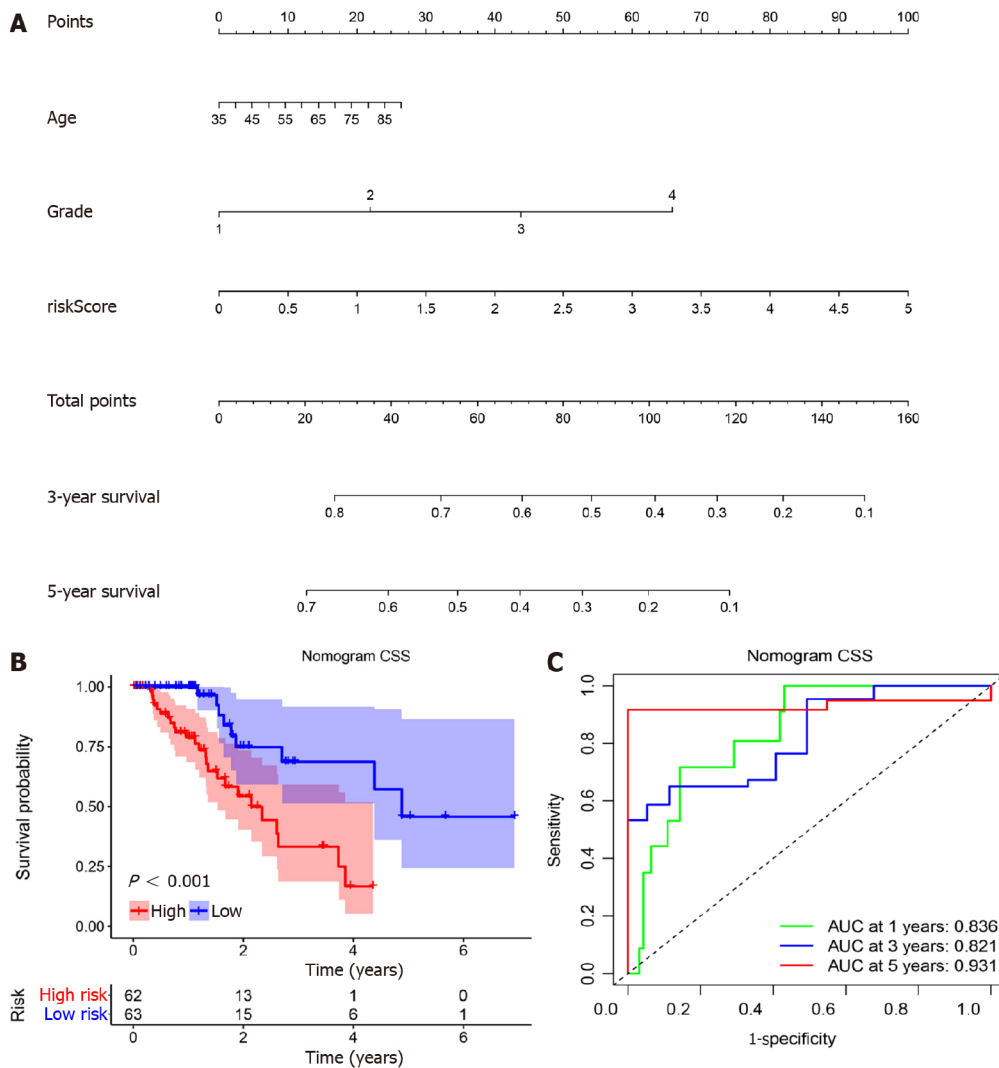 A
Points
0 10 20 30 40 50 60 70 80 90 100
Age
35 45 55 65 75 85
2 4
Grade
1 3
riskScore
0 0.5 1 1.5 2 2.5 3 3.5 4 4.5 5
Total points
0 20 40 60 80 100 120 140 160
3-year survival
0.8 0.7 0.6 0.5 0.4 0.3 0.2 0.1
5-year survival
0.7 0.6 0.5 0.4 0.3 0.2 0.1
B
Nomogram CSS
Survival probability
1.00
0.75
0.50
0.25
0.00
P < 0.001
High Low
0 2 4 6
Time (years)
Risk
High risk 62 13 1 0
Low risk 63 15 6 1
0 2 4 6
Time (years)
C
Nomogram CSS
Sensitivity
1.0
0.8
0.6
0.4
0.2
0.0
AUC at 1 years: 0.836
AUC at 3 years: 0.821
AUC at 5 years: 0.931
0.0 0.2 0.4 0.6 0.8 1.0
1-specificity